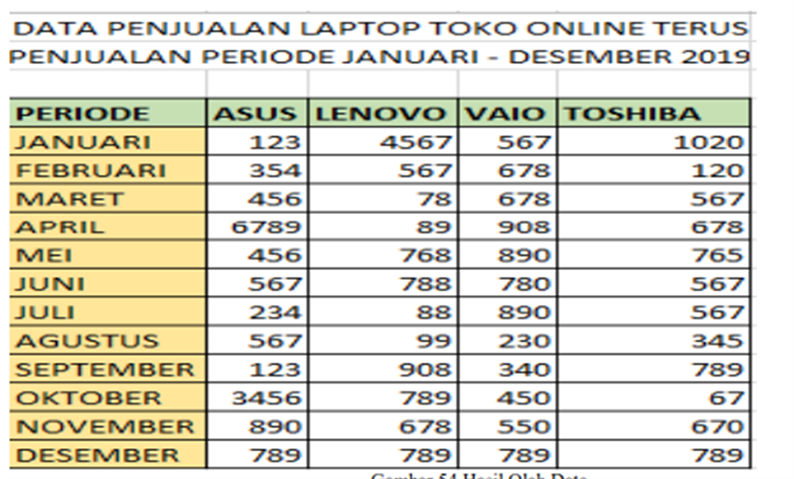 DATA PENJUALAN LAPTOP TOKO ONLINE TERUS
PENJUALAN PERIODE JANUARI - DESEMBER 2019
PERIODE ASUS LENOVO VAIO TOSHIBA
JANUARI 123 4567 567 1020
FEBRUARI 354 567 678 120
MARET 456 78 678 567
APRIL 6789 89 908 678
MEI 456 768 890 765
JUNI 567 788 780 567
JULI 234 88 890 567
AGUSTUS 567 99 230 345
SEPTEMBER 123 908 340 789
OKTOBER 3456 789 450 67
NOVEMBER 890 678 550 670
DESEMBER 789 789 789 789
Gambar 54 Hasil Olah Data